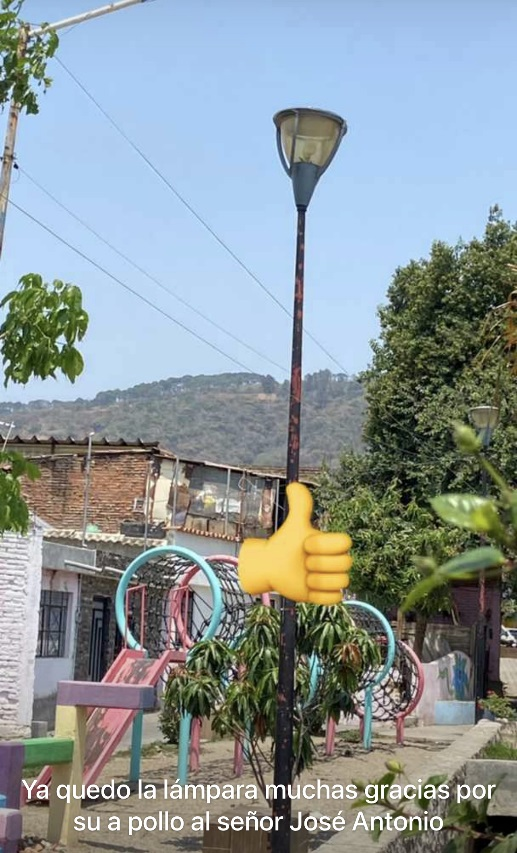 Ya quedo la lámpara muchas gracias por
su a pollo al señor José Antonio